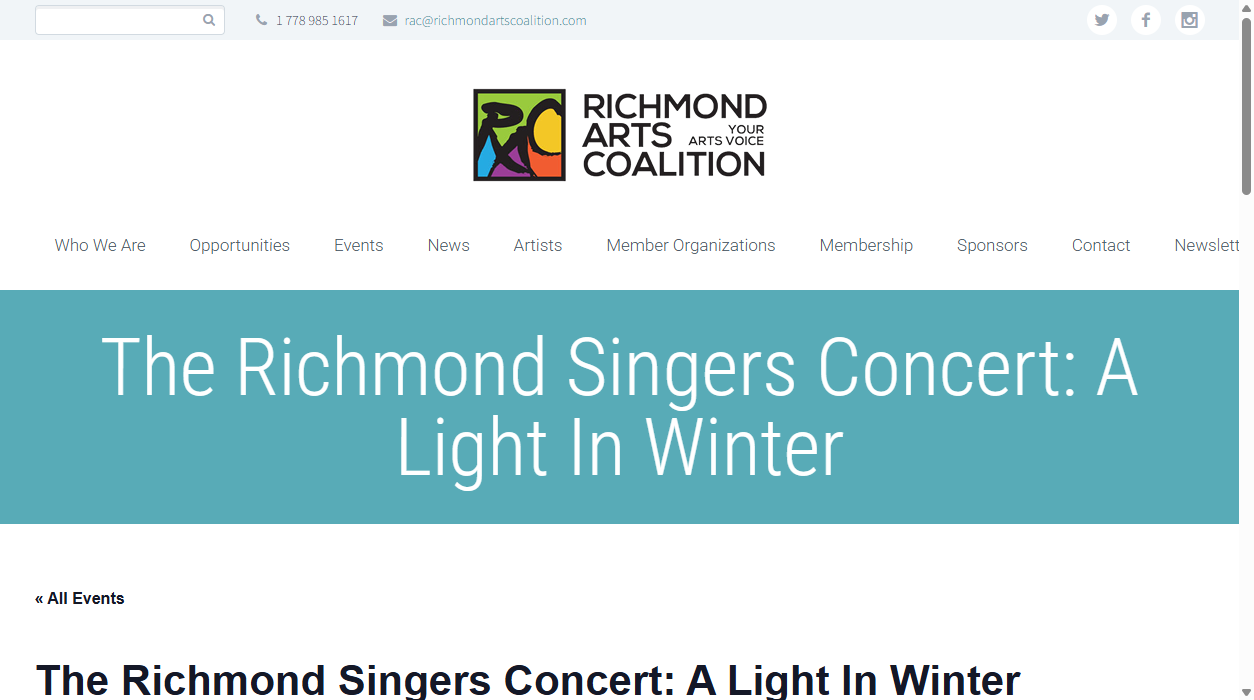 1 778 985 1617 rac@richmondartscoalition.com
RICHMOND
ARTS YOUR ARTS VOICE
COALITION
Who We Are Opportunities Events News Artists Member Organizations Membership Sponsors Contact Newslett
The Richmond Singers Concert: A
Light In Winter
« All Events
The Richmond Singers Concert: A Light In Winter